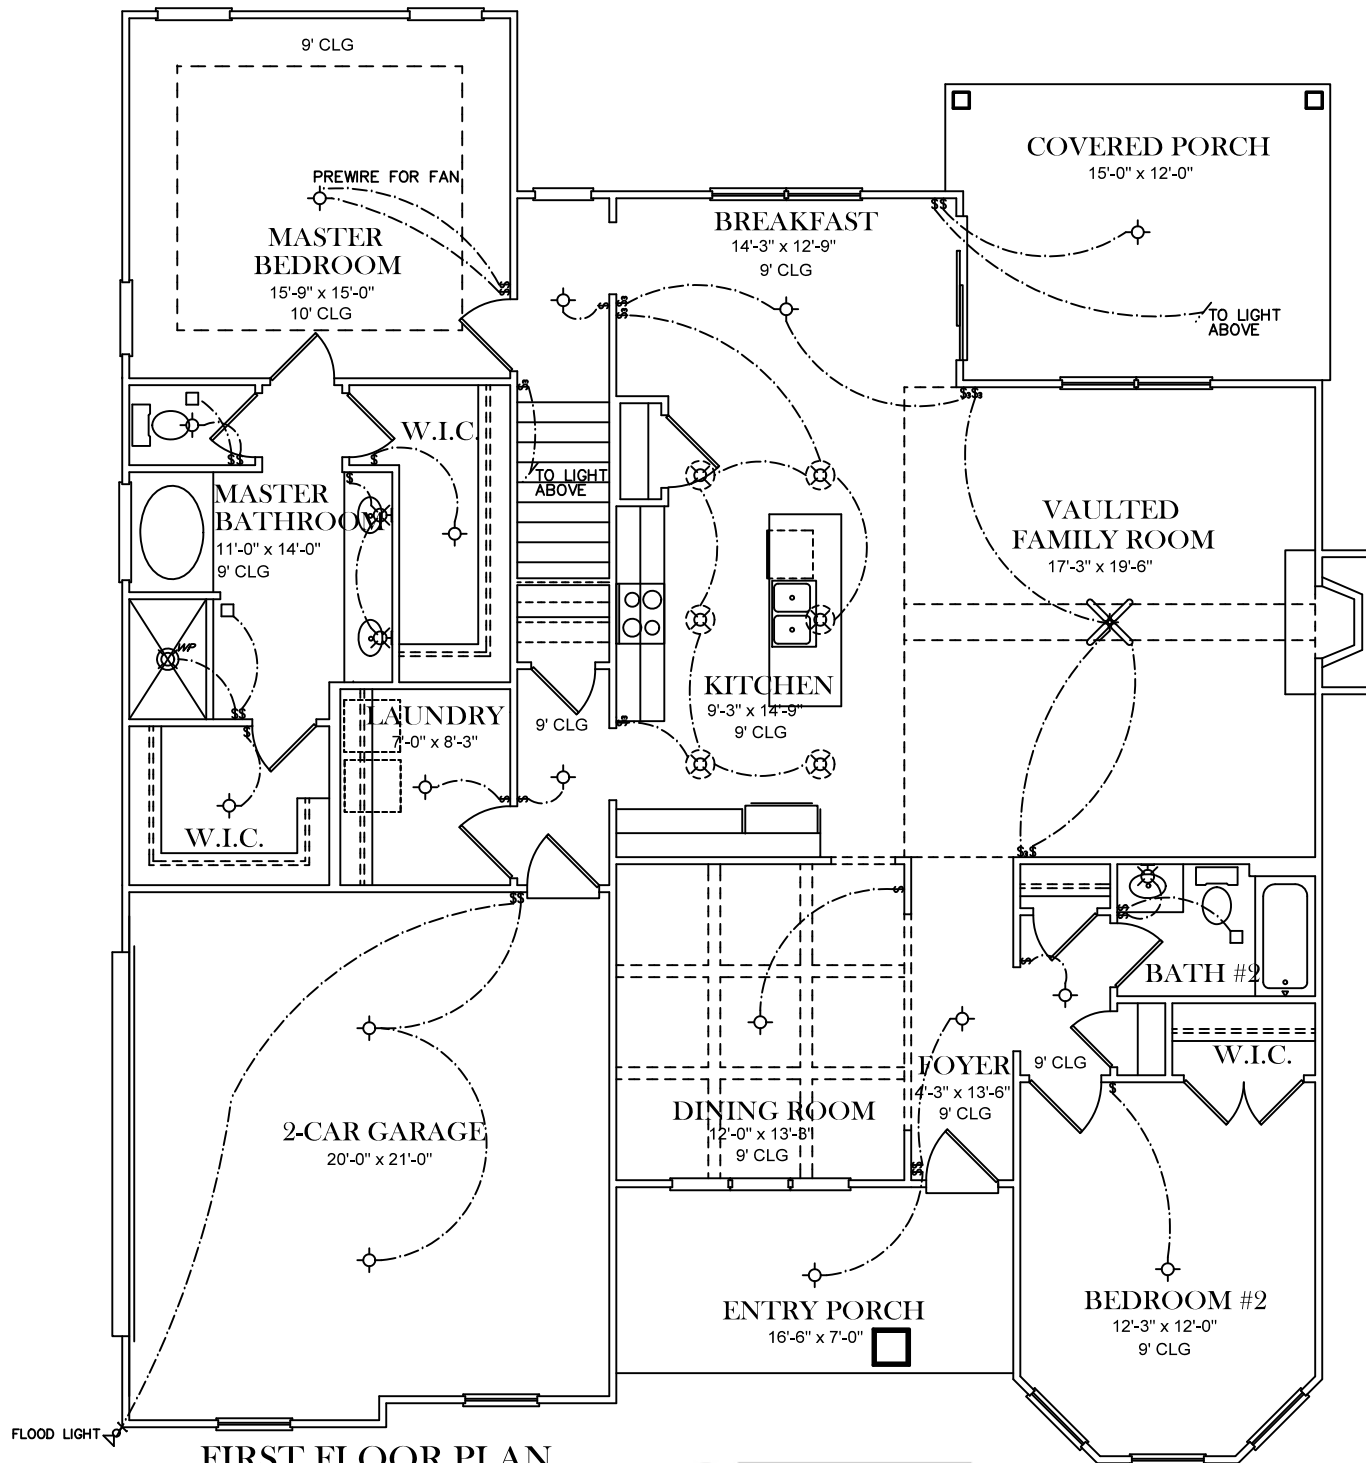 9' CLG
COVERED PORCH
15'-0" x 12'-0"
PREWIRE FOR FAN
MASTER
BEDROOM
15'-9" x 15'-0"
10' CLG
BREAKFAST
14'-3" x 12'-9"
9' CLG
TO LIGHT
ABOVE
W.I.C.
TO LIGHT
ABOVE
MASTER
BATHROOM
11'-0" x 14'-0"
9' CLG
VAULTED
FAMILY ROOM
17'-3" x 19'-6"
WP
KITCHEN
9'-3" x 14'-9"
9' CLG
LAUNDRY
7'-0" x 8'-3"
9' CLG
W.I.C.
BATH #2
W.I.C.
FOYER
4'-3" x 13'-6"
9' CLG
9' CLG
DINING ROOM
12'-0" x 13'-3"
9' CLG
2-CAR GARAGE
20'-0" x 21'-0"
ENTRY PORCH
16'-6" x 7'-0"
BEDROOM #2
12'-3" x 12'-0"
9' CLG
FLOOD LIGHT
FIRST FLOOR PLAN